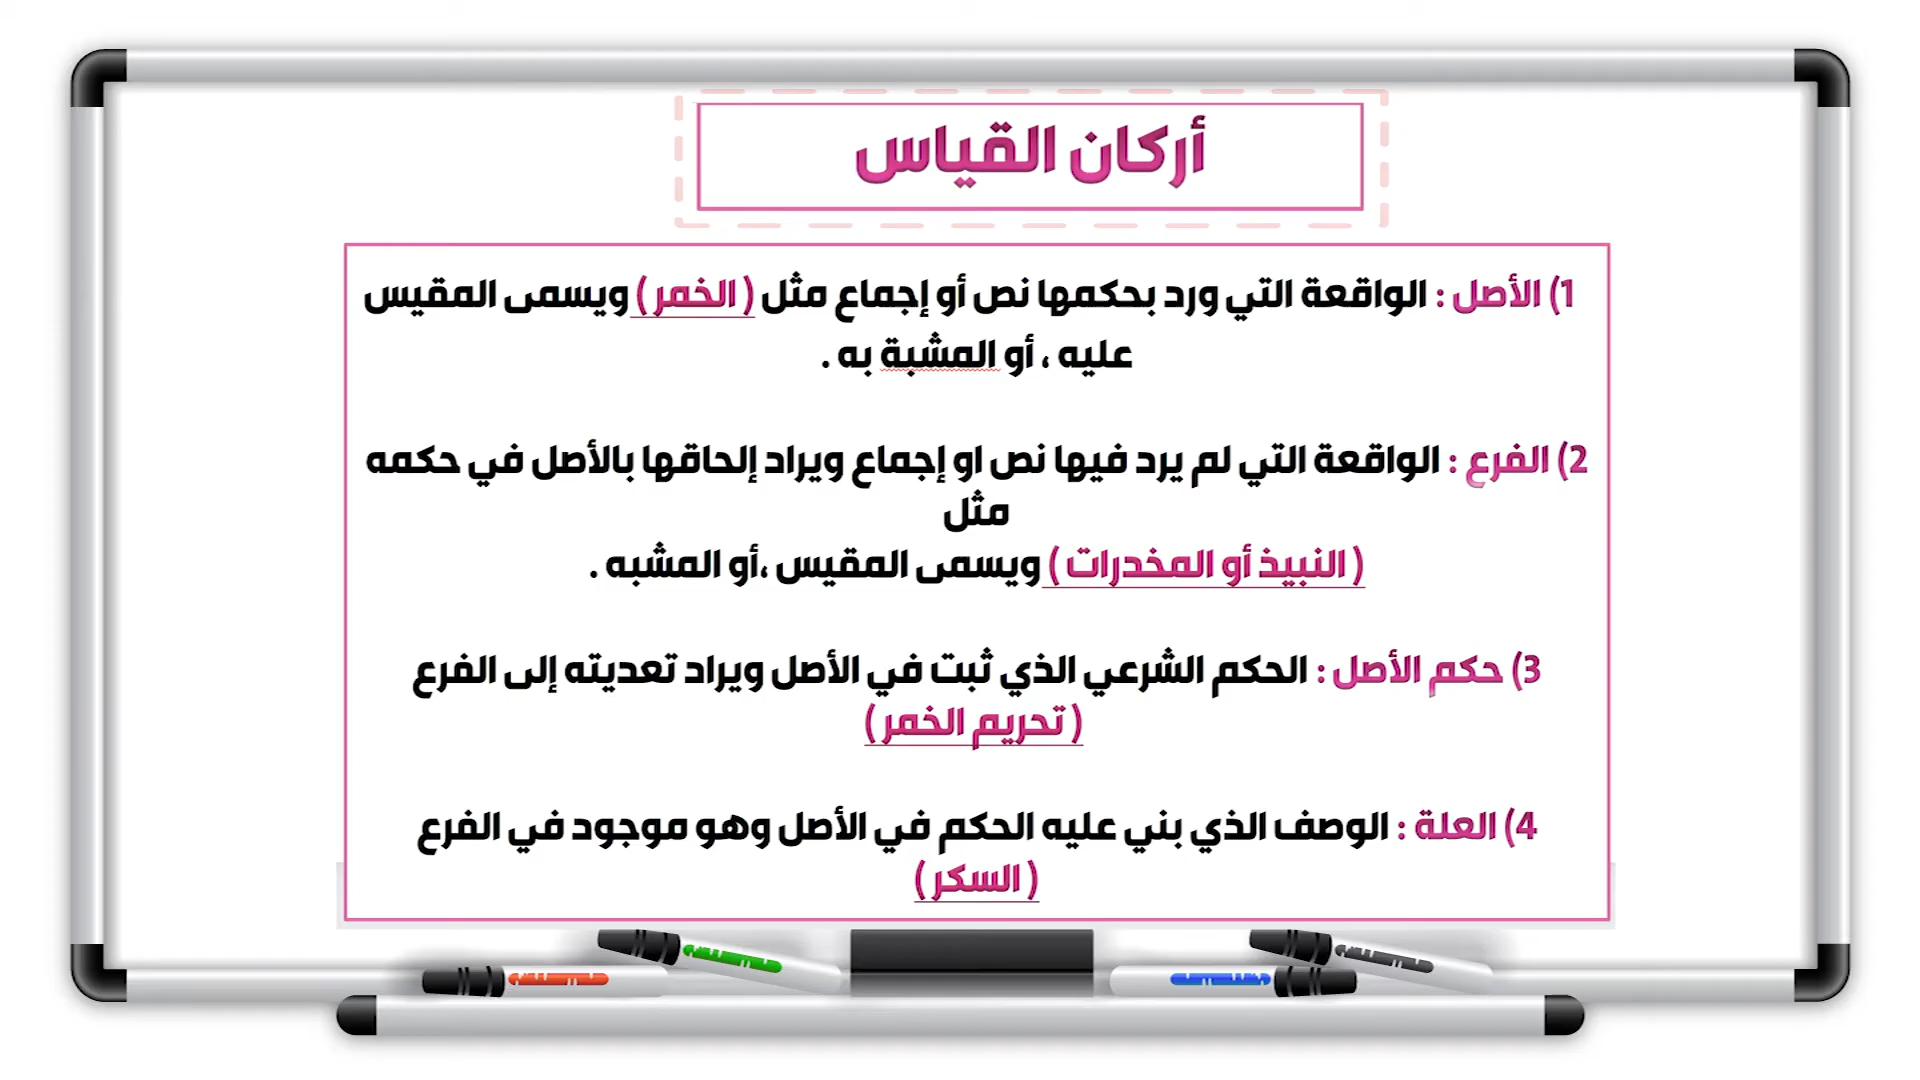 أركان القياس
1) الأصل : الواقعة التي ورد بحكمها نص أو إجماع مثل ( الخمر ) ويسمى المقيس
عليه ، أو المشبة به .
2) الفرع : الواقعة التي لم يرد فيها نص او إجماع ويراد إلحاقها بالأصل في حكمه
مثل
( النبيذ أو المخدرات ) ويسمى المقيس ،أو المشبه .
3) حكم الأصل : الحكم الشرعي الذي ثبت في الأصل ويراد تعديته إلى الفرع
( تحريم الخمر )
4) العلة : الوصف الذي بني عليه الحكم في الأصل وهو موجود في الفرع
( السكر )